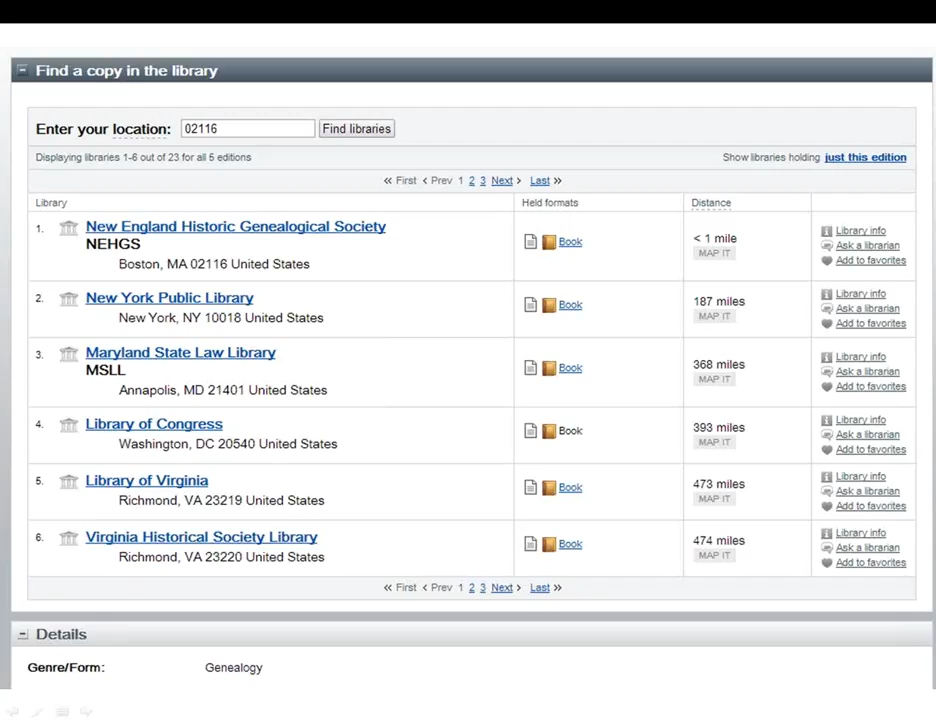 Find a copy in the library
Enter your location: 02116 Find libraries
Displaying libraries 1-6 out of 23 for all 5 editions Show libraries holding just this edition
« First ‹ Prev 1 2 3 Next › Last »
Library Held formats Distance
1. New England Historic Genealogical Society
NEHGS
Boston, MA 02116 United States
Book
< 1 mile
MAP IT
Library info
Ask a librarian
Add to favorites
2. New York Public Library
New York, NY 10018 United States
Book
187 miles
MAP IT
Library info
Ask a librarian
Add to favorites
3. Maryland State Law Library
MSLL
Annapolis, MD 21401 United States
Book
368 miles
MAP IT
Library info
Ask a librarian
Add to favorites
4. Library of Congress
Washington, DC 20540 United States
Book
393 miles
MAP IT
Library info
Ask a librarian
Add to favorites
5. Library of Virginia
Richmond, VA 23219 United States
Book
473 miles
MAP IT
Library info
Ask a librarian
Add to favorites
6. Virginia Historical Society Library
Richmond, VA 23220 United States
Book
474 miles
MAP IT
Library info
Ask a librarian
Add to favorites
« First ‹ Prev 1 2 3 Next › Last »
Details
Genre/Form: Genealogy